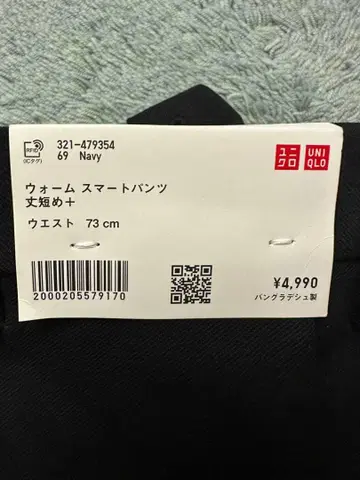 RFID
(ICタグ)
321-479354
69 Navy
ユニ
クロ
UNI
QLO
ウォーム スマートパンツ
丈短め＋
ウエスト 73 cm
2000205579170
¥4,990
バングラデシュ製